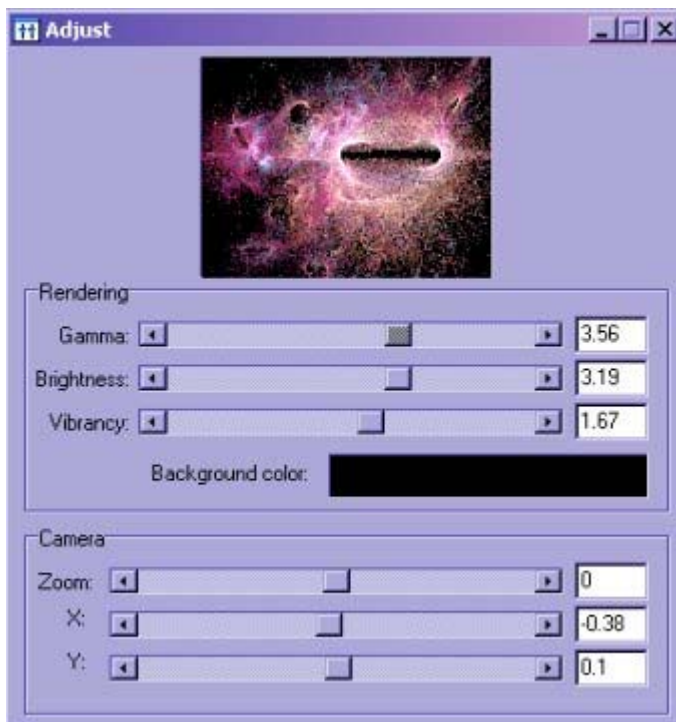 Adjust
Rendering
Gamma: 3.56
Brightness: 3.19
Vibrancy: 1.67
Background color:
Camera
Zoom: 0
X: -0.38
Y: 0.1